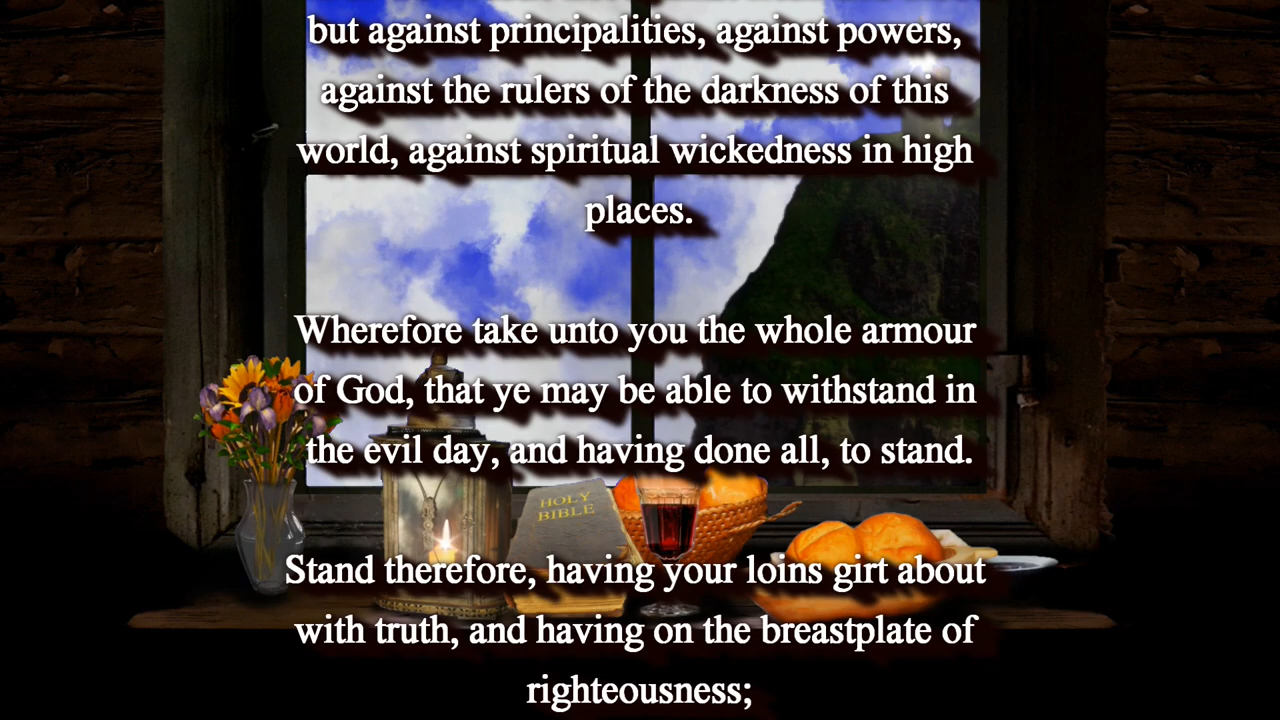 but against principalities, against powers,
against the rulers of the darkness of this
world, against spiritual wickedness in high
places.
Wherefore take unto you the whole armour
of God, that ye may be able to withstand in
the evil day, and having done all, to stand.
HOLY
BIBLE
Stand therefore, having your loins girt about
with truth, and having on the breastplate of
righteousness;